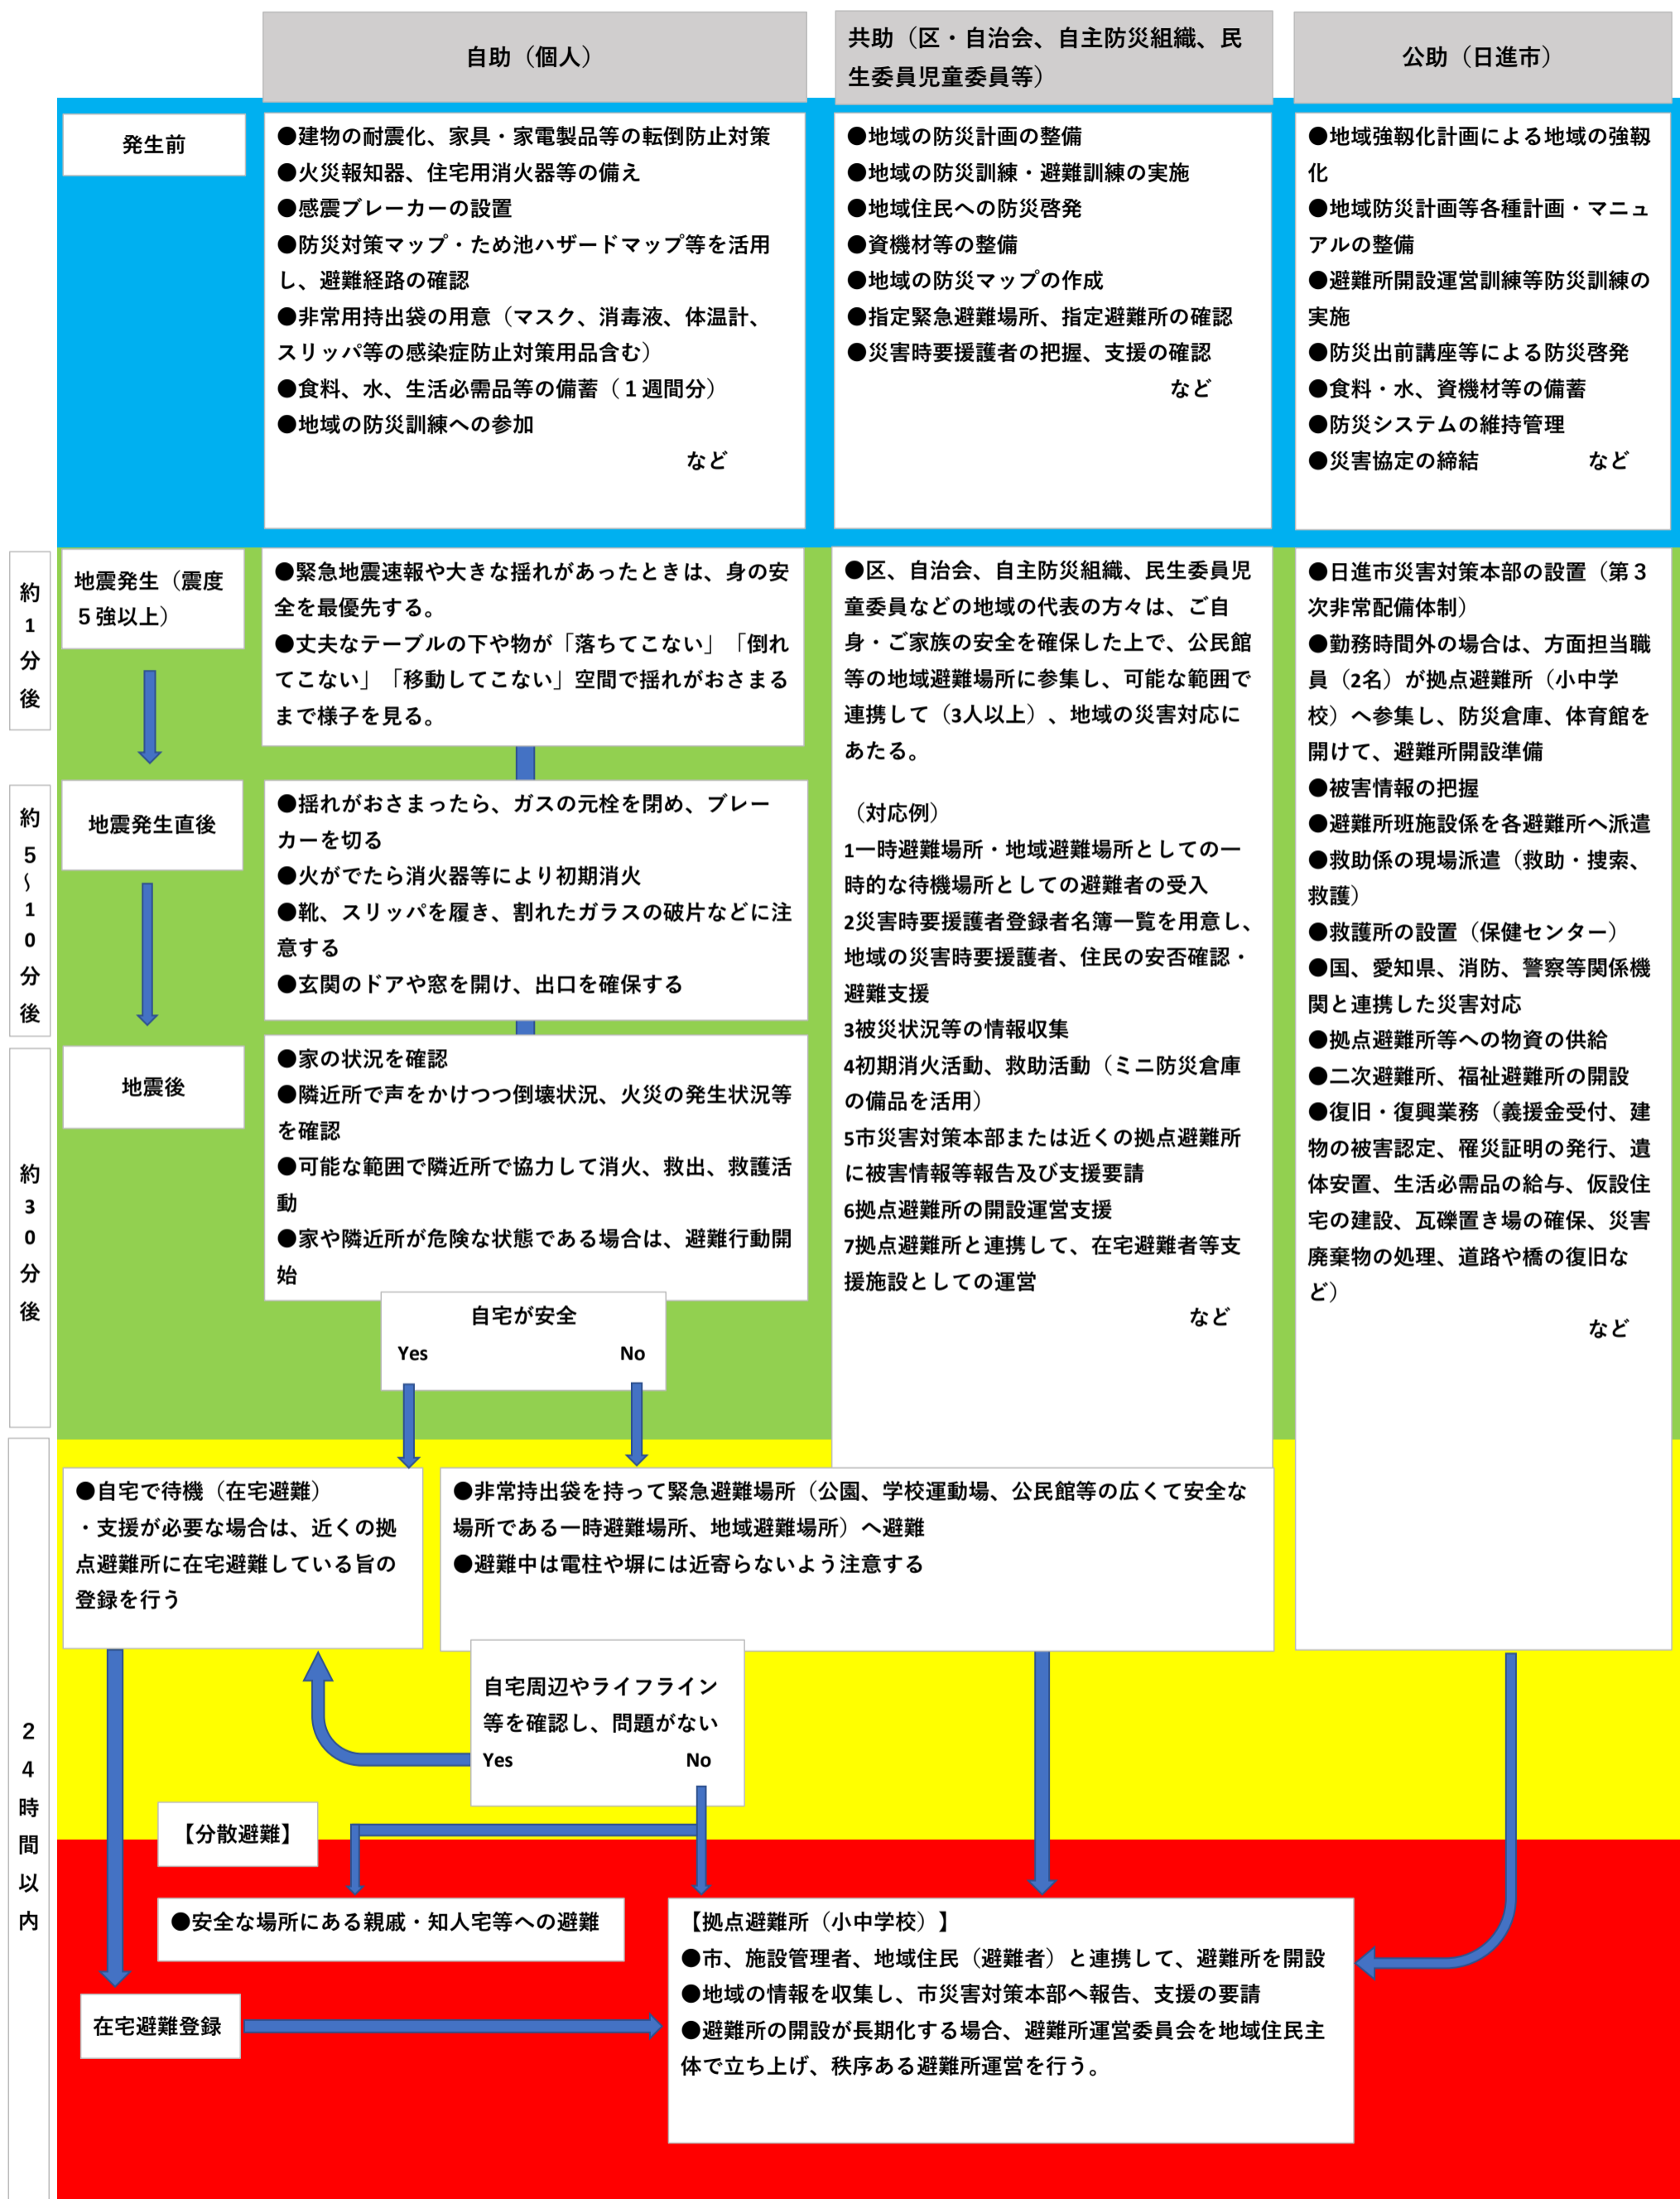 自助（個人）
共助（区・自治会、自主防災組織、民
生委員児童委員等）
公助（日進市）
発生前
●建物の耐震化、家具・家電製品等の転倒防止対策
●火災報知器、住宅用消火器等の備え
●感震ブレーカーの設置
●防災対策マップ・ため池ハザードマップ等を活用
し、避難経路の確認
●非常用持出袋の用意（マスク、消毒液、体温計、
スリッパ等の感染症防止対策用品含む）
●食料、水、生活必需品等の備蓄（１週間分）
●地域の防災訓練への参加
など
●地域の防災計画の整備
●地域の防災訓練・避難訓練の実施
●地域住民への防災啓発
●資機材等の整備
●地域の防災マップの作成
●指定緊急避難場所、指定避難所の確認
●災害時要援護者の把握、支援の確認
など
●地域強靱化計画による地域の強靱
化
●地域防災計画等各種計画・マニュ
アルの整備
●避難所開設運営訓練等防災訓練の
実施
●防災出前講座等による防災啓発
●食料・水、資機材等の備蓄
●防災システムの維持管理
●災害協定の締結 など
約1分後
地震発生（震度
５強以上）
●緊急地震速報や大きな揺れがあったときは、身の安
全を最優先する。
●丈夫なテーブルの下や物が「落ちてこない」「倒れ
てこない」「移動してこない」空間で揺れがおさまる
まで様子を見る。
約5～10分後
地震発生直後
●揺れがおさまったら、ガスの元栓を閉め、ブレー
カーを切る
●火がでたら消火器等により初期消火
●靴、スリッパを履き、割れたガラスの破片などに注
意する
●玄関のドアや窓を開け、出口を確保する
約30分後
地震後
●家の状況を確認
●隣近所で声をかけつつ倒壊状況、火災の発生状況等
を確認
●可能な範囲で隣近所で協力して消火、救出、救護活
動
●家や隣近所が危険な状態である場合は、避難行動開
始
自宅が安全
Yes No
●区、自治会、自主防災組織、民生委員児
童委員などの地域の代表の方々は、ご自
身・ご家族の安全を確保した上で、公民館
等の地域避難場所に参集し、可能な範囲で
連携して（3人以上）、地域の災害対応に
あたる。
（対応例）
1一時避難場所・地域避難場所としての一
時的な待機場所としての避難者の受入
2災害時要援護者登録者名簿一覧を用意し、
地域の災害時要援護者、住民の安否確認・
避難支援
3被災状況等の情報収集
4初期消火活動、救助活動（ミニ防災倉庫
の備品を活用）
5市災害対策本部または近くの拠点避難所
に被害情報等報告及び支援要請
6拠点避難所の開設運営支援
7拠点避難所と連携して、在宅避難者等支
援施設としての運営
など
●日進市災害対策本部の設置（第３
次非常配備体制）
●勤務時間外の場合は、方面担当職
員（2名）が拠点避難所（小中学
校）へ参集し、防災倉庫、体育館を
開けて、避難所開設準備
●被害情報の把握
●避難所班施設係を各避難所へ派遣
●救助係の現場派遣（救助・捜索、
救護）
●救護所の設置（保健センター）
●国、愛知県、消防、警察等関係機
関と連携した災害対応
●拠点避難所等への物資の供給
●二次避難所、福祉避難所の開設
●復旧・復興業務（義援金受付、建
物の被害認定、罹災証明の発行、遺
体安置、生活必需品の給与、仮設住
宅の建設、瓦礫置き場の確保、災害
廃棄物の処理、道路や橋の復旧な
ど）
など
24時間以内
●自宅で待機（在宅避難）
・支援が必要な場合は、近くの拠
点避難所に在宅避難している旨の
登録を行う
●非常持出袋を持って緊急避難場所（公園、学校運動場、公民館等の広くて安全な
場所である一時避難場所、地域避難場所）へ避難
●避難中は電柱や塀には近寄らないよう注意する
自宅周辺やライフライン
等を確認し、問題がない
Yes No
【分散避難】
●安全な場所にある親戚・知人宅等への避難
在宅避難登録
【拠点避難所（小中学校）】
●市、施設管理者、地域住民（避難者）と連携して、避難所を開設
●地域の情報を収集し、市災害対策本部へ報告、支援の要請
●避難所の開設が長期化する場合、避難所運営委員会を地域住民主
体で立ち上げ、秩序ある避難所運営を行う。